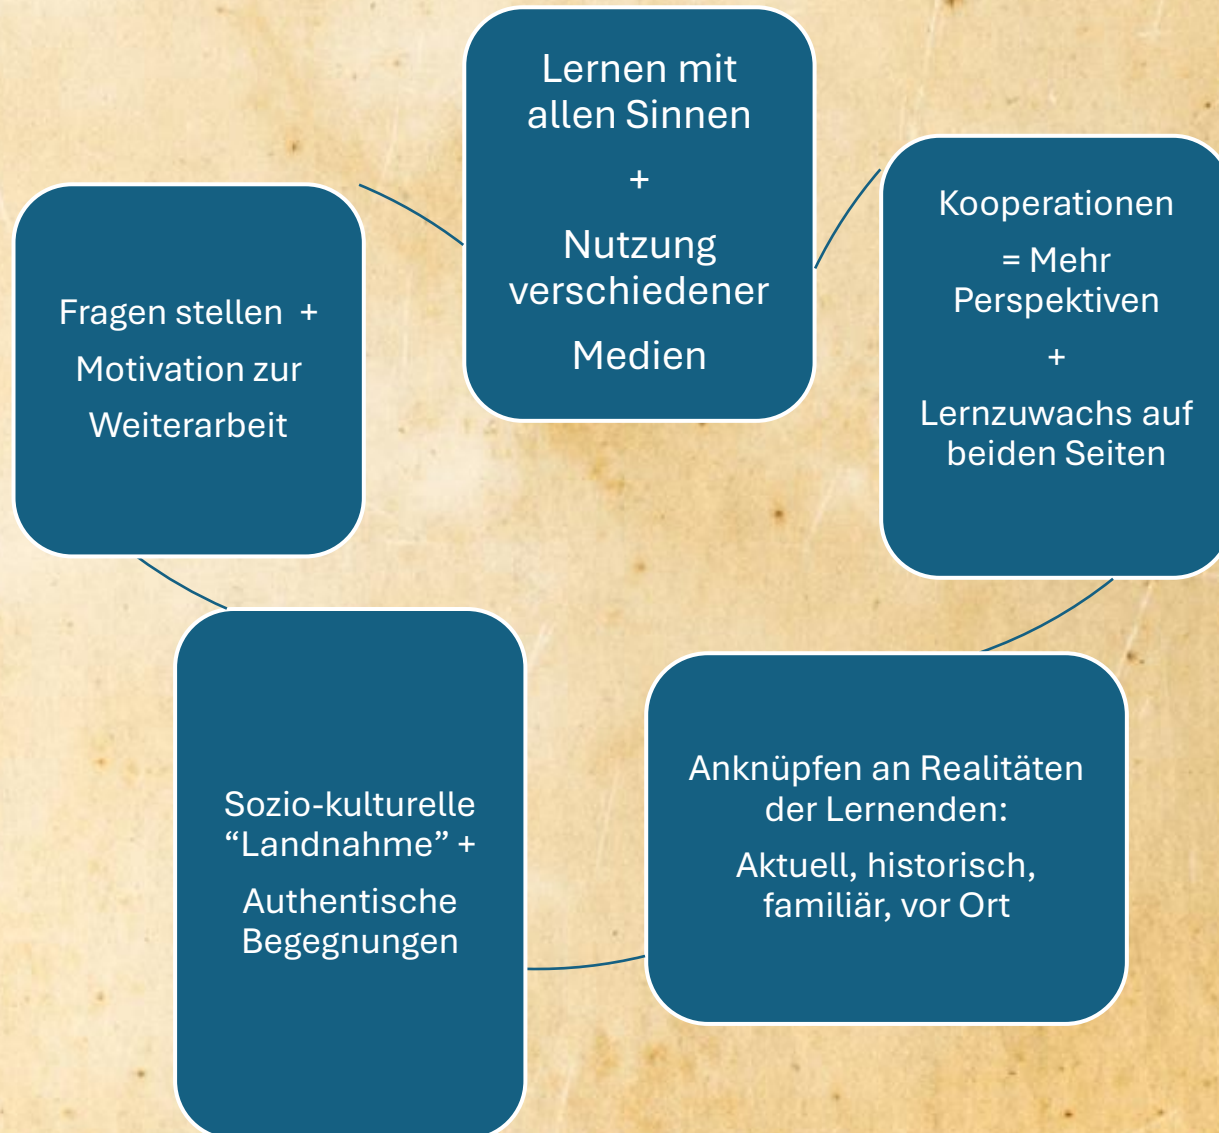 Lernen mit
allen Sinnen
+
Nutzung
verschiedener
Medien
Kooperationen
= Mehr
Perspektiven
+
Lernzuwachs auf
beiden Seiten
Anknüpfen an Realitäten
der Lernenden:
Aktuell, historisch,
familiär, vor Ort
Sozio-kulturelle
“Landnahme” +
Authentische
Begegnungen
Fragen stellen +
Motivation zur
Weiterarbeit